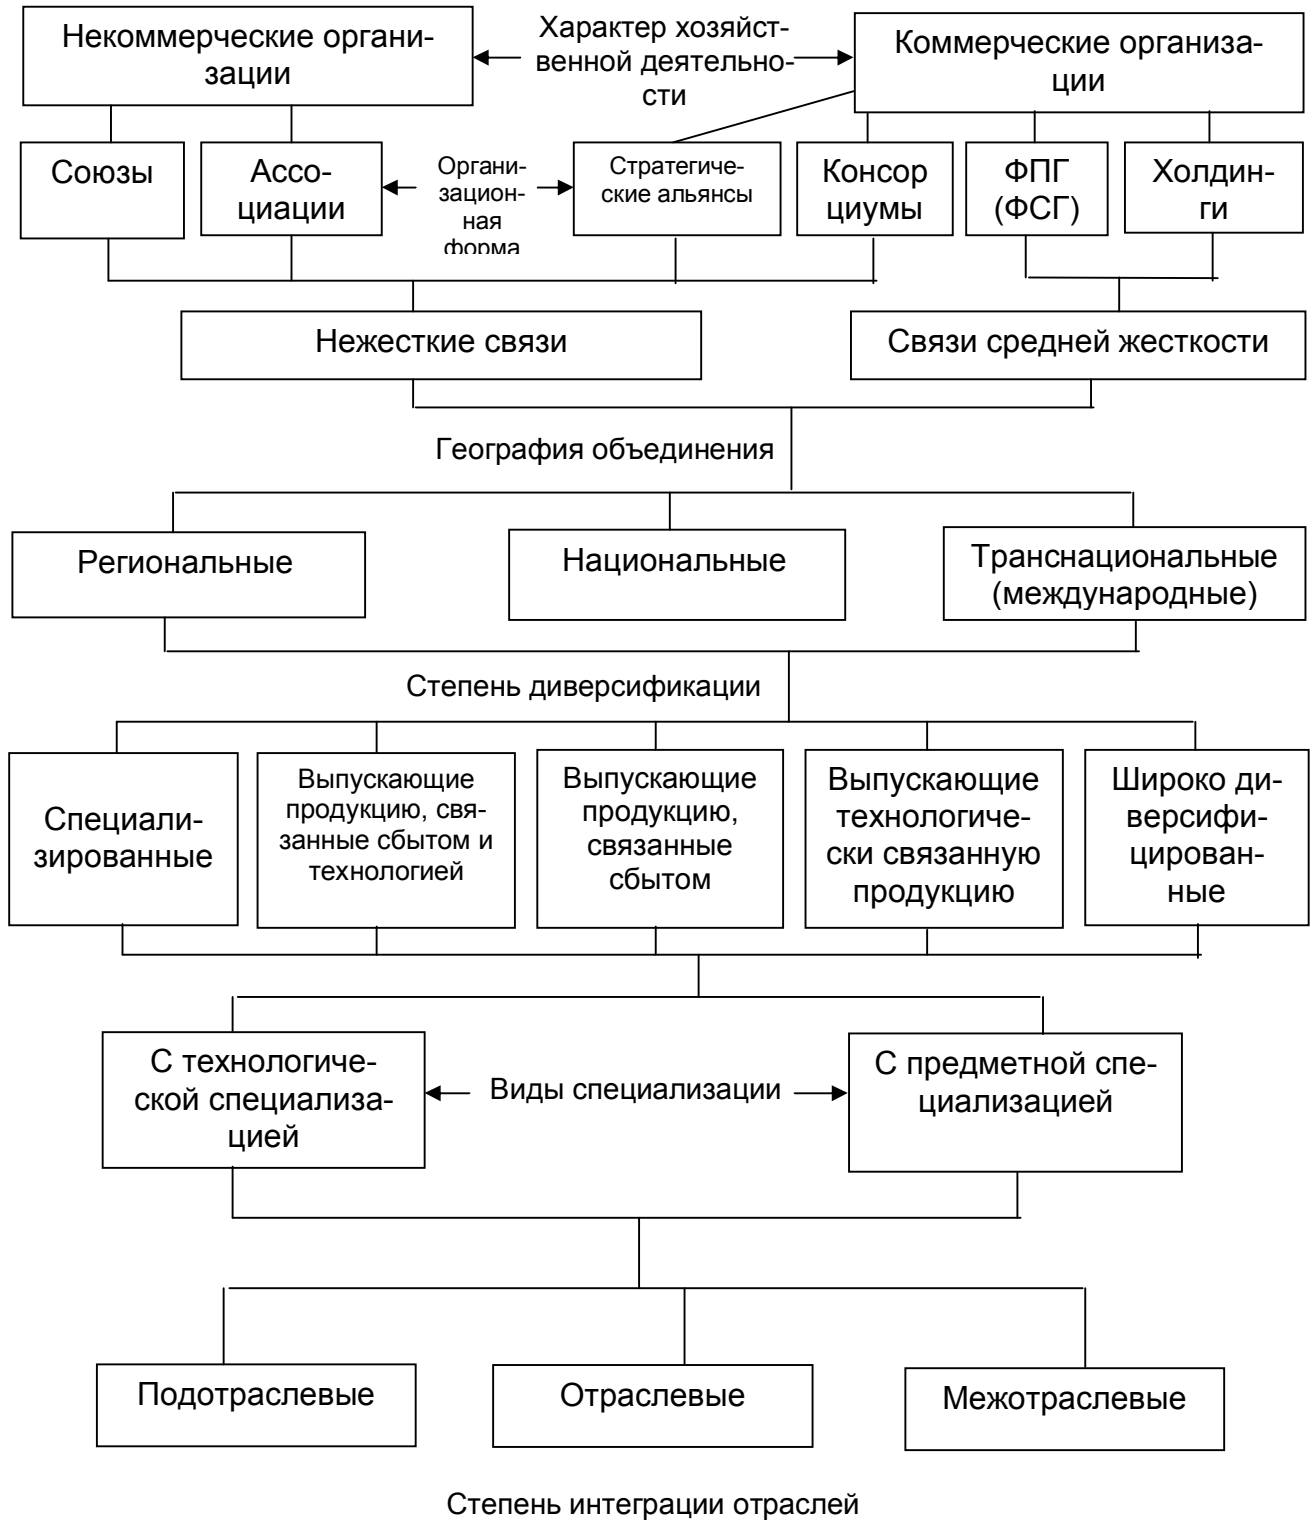 Некоммерческие органи-
зации
Характер хозяйст-
венной деятельно-
сти
Коммерческие организа-
ции
Союзы
Ассо-
циации
Органи-
зацион-
ная
форма
Стратегиче-
ские альянсы
Консор
циумы
ФПГ
(ФСГ)
Холдин-
ги
Нежесткие связи
Связи средней жесткости
География объединения
Региональные
Национальные
Транснациональные
(международные)
Степень диверсификации
Специали-
зированные
Выпускающие
продукцию, свя-
занные сбытом и
технологией
Выпускающие
продукцию,
связанные
сбытом
Выпускающие
технологиче-
ски связанную
продукцию
Широко ди-
версифи-
цирован-
ные
С технологиче-
ской специализа-
цией
Виды специализации
С предметной спе-
циализацией
Подотраслевые
Отраслевые
Межотраслевые
Степень интеграции отраслей